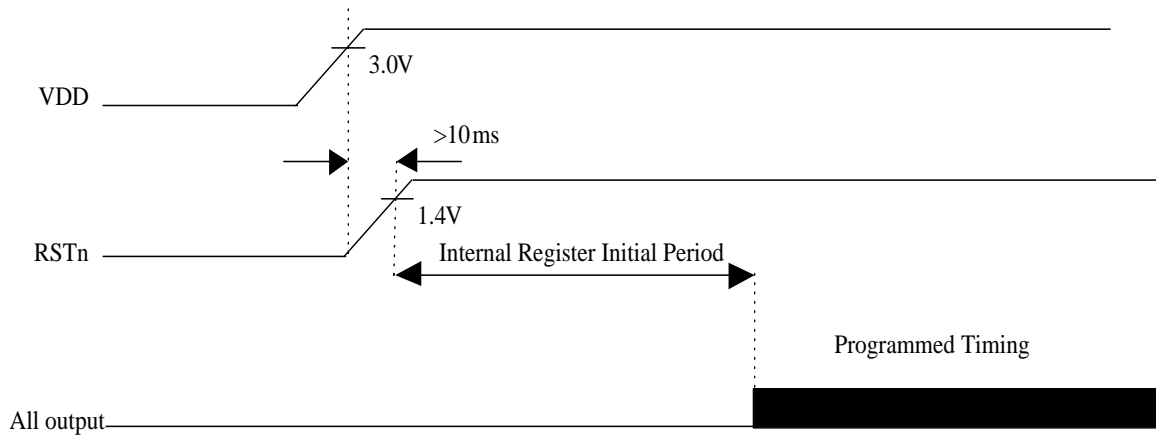 3.0V
VDD
>10ms
1.4V
RSTn
Internal Register Initial Period
Programmed Timing
All output